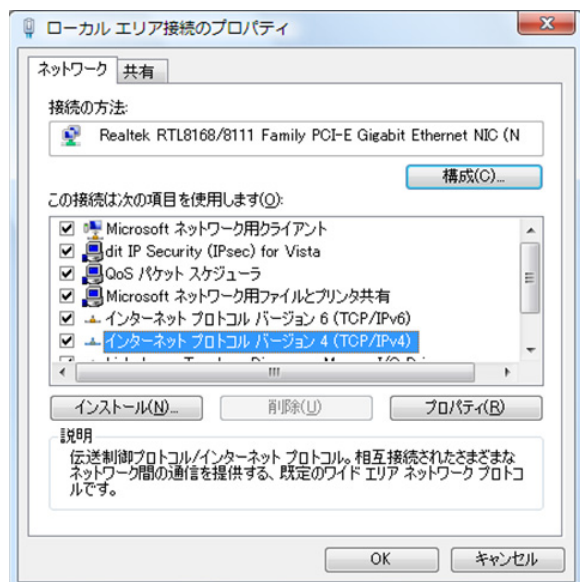 ローカル エリア接続のプロパティ
ネットワーク 共有
接続の方法:
Realtek RTL8168/8111 Family PCI-E Gigabit Ethernet NIC (N
構成(C)...
この接続は次の項目を使用します(O):
Microsoft ネットワーク用クライアント
dit IP Security (IPsec) for Vista
QoS パケット スケジューラ
Microsoft ネットワーク用ファイルとプリンタ共有
インターネット プロトコル バージョン 6 (TCP/IPv6)
インターネット プロトコル バージョン 4 (TCP/IPv4)
インストール(N)... 削除(U) プロパティ(R)
説明
伝送制御プロトコル/インターネット プロトコル。相互接続されたさまざまな
ネットワーク間の通信を提供する、既定のワイド エリア ネットワーク プロトコ
ルです。
OK キャンセル